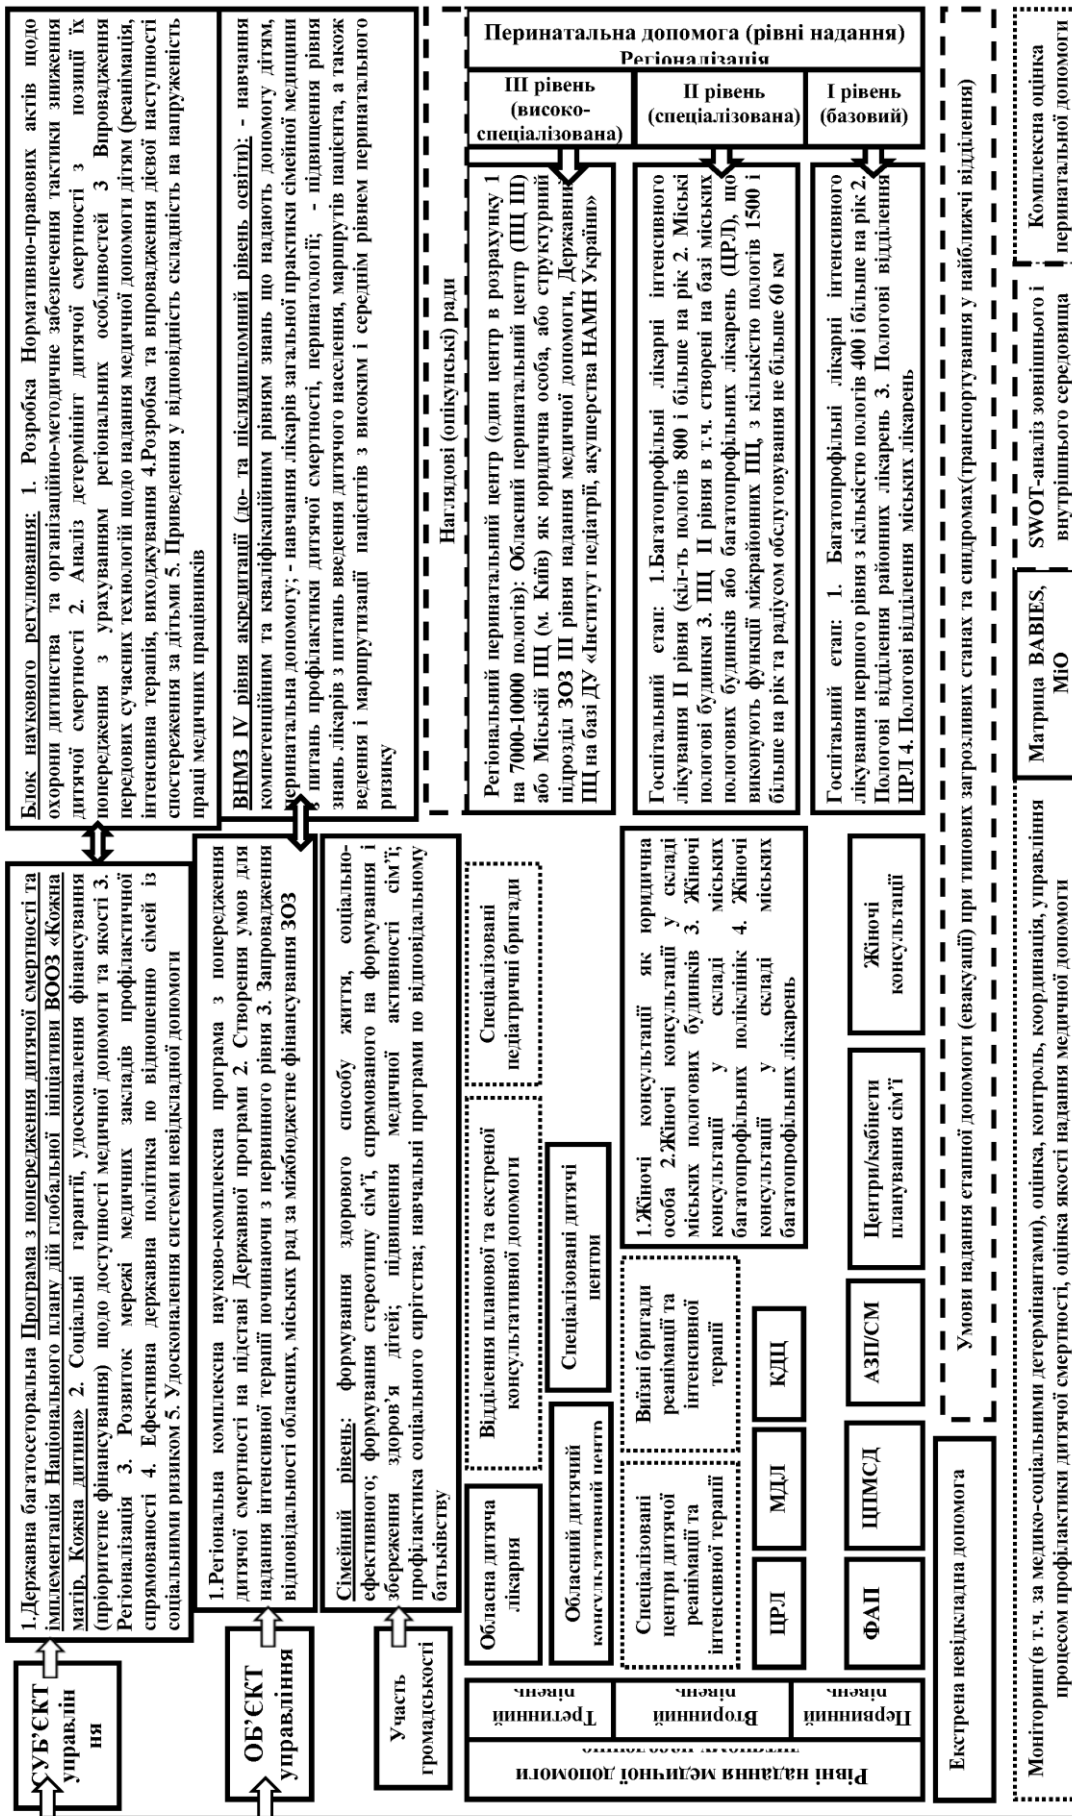 СУБ’ЄКТ
управлін
ня
1.Державна багатосекторальна Програма з попередження дитячої смертності та
імплементація Національного плану дій глобальної ініціативи ВООЗ «Кожна
матір, Кожна дитина» 2. Соціальні гарантії, удосконалення фінансування
(пріоритетне фінансування) щодо доступності медичної допомоги та якості 3.
Регіоналізація 3. Розвиток мережі медичних закладів профілактичної
спрямованості 4. Ефективна державна політика по відношенню сімей із
соціальними ризиком 5. Удосконалення системи невідкладної допомоги
Блок наукового регулювання: 1. Розробка Нормативно-правових актів щодо
охорони дитинства та організаційно-методичне забезпечення тактики зниження
дитячої смертності 2. Аналіз детермініт дитячої смертності з позиції їх
попередження з урахуванням регіональних особливостей 3 Впровадження
передових сучасних технологій щодо надання медичної допомоги дітям (реанімація,
інтенсивна терапія, виходжування 4.Розробка та впровадження дієвої наступності
спостереження за дітьми 5. Приведення у відповідність складність на напруженість
праці медичних працівників
ОБ’ЄКТ
управління
1.Регіональна комплексна науково-комплексна програма з попередження
дитячої смертності на підставі Державної програми 2. Створення умов для
надання інтенсивної терапії починаючи з первинного рівня 3. Запровадження
відповідальності обласних, міських рад за міжбюджетне фінансування ЗОЗ
ВНМЗ IV рівня акредитації (до- та післядипломний рівень освіти): - навчання
компетенційним та кваліфікаційним рівням знань що надають допомогу дітям,
перинатальна допомогу; - навчання лікарів загальної практики сімейної медицини
з питань профілактики дитячої смертності, перинатології; - підвищення рівня
знань лікарів з питань введення дитячого населення, маршрутів пацієнта, а також
ведення і маршрутизації пацієнтів з високим і середнім рівнем перинатального
ризику
Участь
громадськості
Сімейний рівень: формування здорового способу життя, соціально-
ефективного; формування стереотипу сім’ї, спрямованого на формування і
збереження здоров’я дітей; підвищення медичної активності сім’ї;
профілактика соціального сирітства; навчальні програми по відповідальному
батьківству
Наглядові (опікунські) ради
Рівні надання медичної допомоги
Третинний
рівень
Вторинний
рівень
Первинний
рівень
Обласна дитяча
лікарня
Відділення планової та екстреної
консультативної допомоги
Спеціалізовані
педіатричні бригади
Обласний дитячий
консультативний центр
Спеціалізовані дитячі
центри
Спеціалізовані
центри дитячої
реанімації та
інтенсивної терапії
Виїзні бригади
реанімації та
інтенсивної
терапії
ЦРЛ
МДЛ
КДЦ
1.Жіночі консультації як юридична
особа 2.Жіночі консультації у складі
міських пологових будинків 3. Жіночі
консультації у складі міських
багатопрофільних поліклінік 4. Жіночі
консультації у складі міських
багатопрофільних лікарень
ФАП
ЦПМСД
АЗП/СМ
Центри/кабінети
планування сім’ї
Жіночі
консультації
Перинатальна допомога (рівні надання)
Регіоналізація
III рівень
(високо-
спеціалізована)
II рівень
(спеціалізована)
I рівень
(базовий)
Регіональний перинатальний центр (один центр в розрахунку 1
на 7000-10000 пологів): Обласний перинатальний центр (ПЦ III)
або Міській ПЦ (м. Київ) як юридична особа, або структурний
підрозділ ЗОЗ III рівня надання медичної допомоги, Державний
ПЦ на базі ДУ «Інститут педіатрії, акушерства НАМН України»
Госпітальний етап: 1.Багатопрофільні лікарні інтенсивного
лікування II рівня (кіл-ть пологів 800 і більше на рік 2. Міські
пологові будинки 3. ПЦ II рівня в т.ч. створені на базі міських
пологових будинків або багатопрофільних лікарень (ЦРЛ), що
виконують функції міжрайонних ПЦ, з кількістю пологів 1500 і
більше на рік та радіусом обслуговування не більше 60 км
Госпітаьний етап: 1. Багатопрофільні лікарні інтенсивного
лікування першого рівня з кількістю пологів 400 і більше на рік 2.
Пологові відділення районних лікарень 3. Пологові відділення
ЦРЛ 4. Пологові відділення міських лікарень
Екстрена невідкладна допомога
Умови надання етапної допомоги (евакуації) при типових загрозливих станах та синдромах(транспортування у найближчі відділення)
Моніторинг(в т.ч. за медико-соціальними детермінантами), оцінка, контроль, координація, управління
процесом профілактики дитячої смертності, оцінка якості надання медичної допомоги
Матрица BABIES,
МіО
SWOT-аналіз зовнішнього і
внутрішнього середовища
Комплексна оцінка
перинатальної допомоги